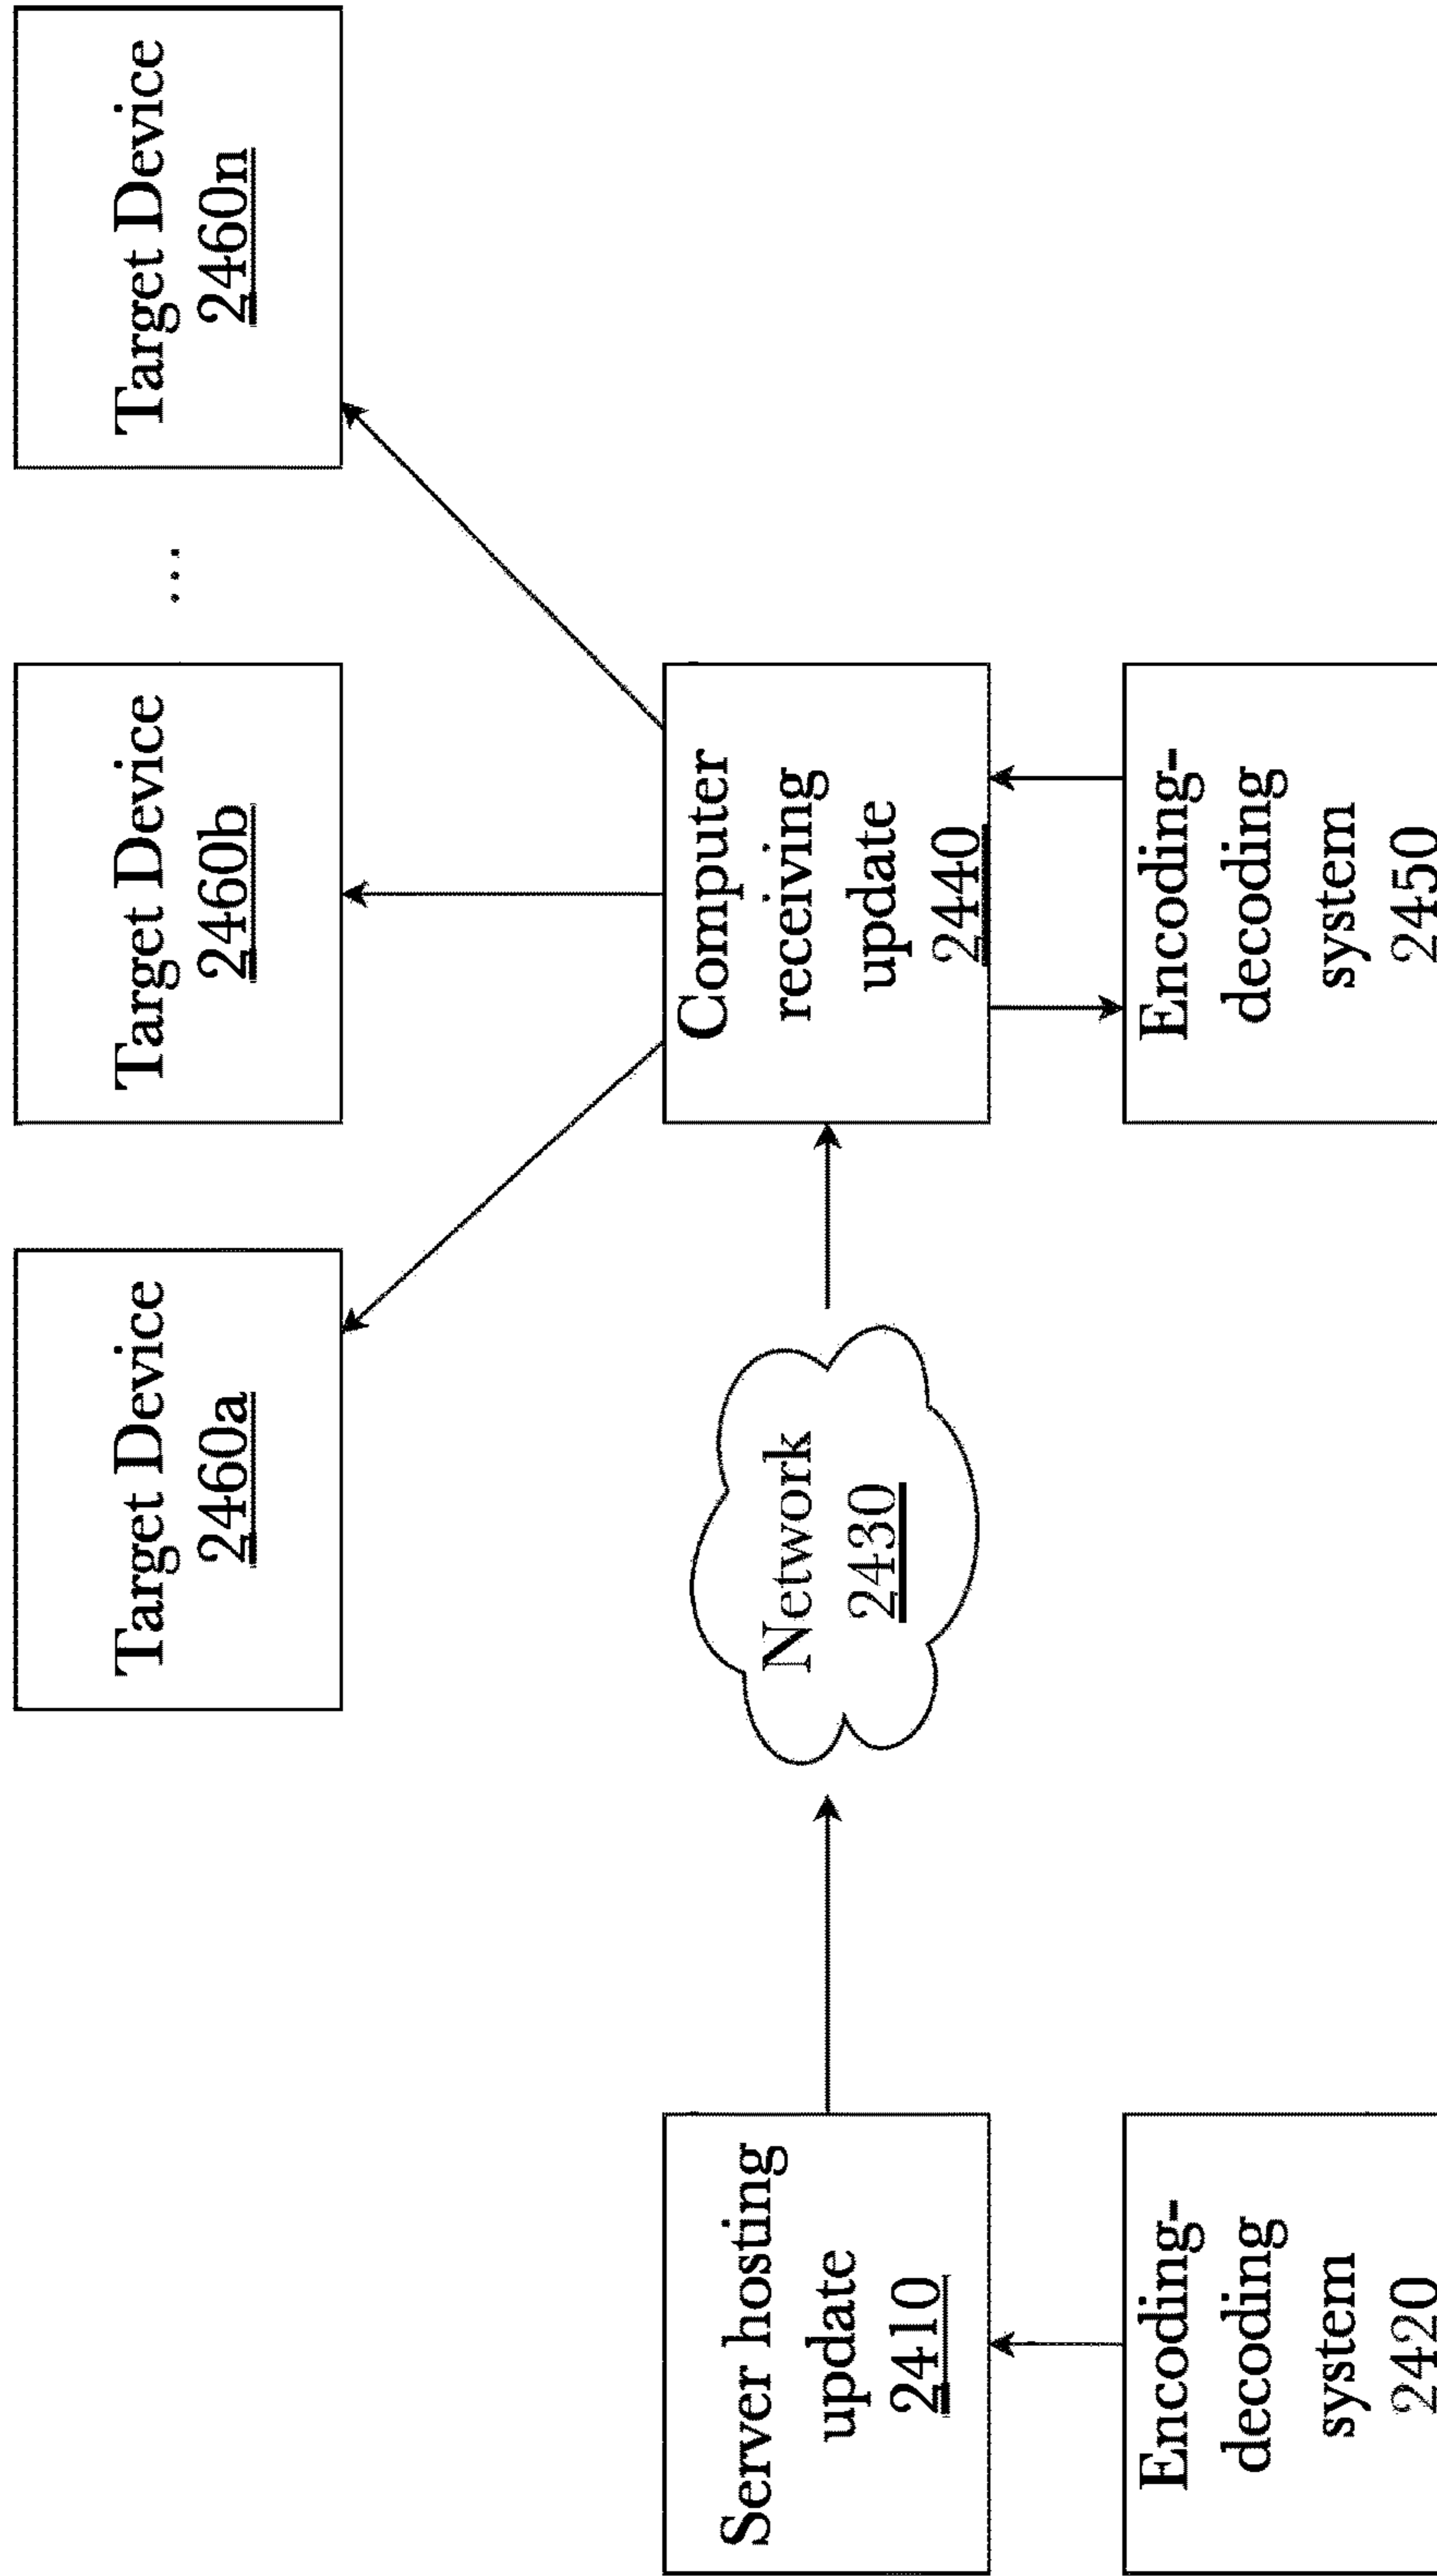 Target Device
2460a
Target Device
2460b
...
Target Device
2460n
Server hosting
update
2410
Network
2430
Computer
receiving
update
2440
Encoding-
decoding
system
2420
Encoding-
decoding
system
2450